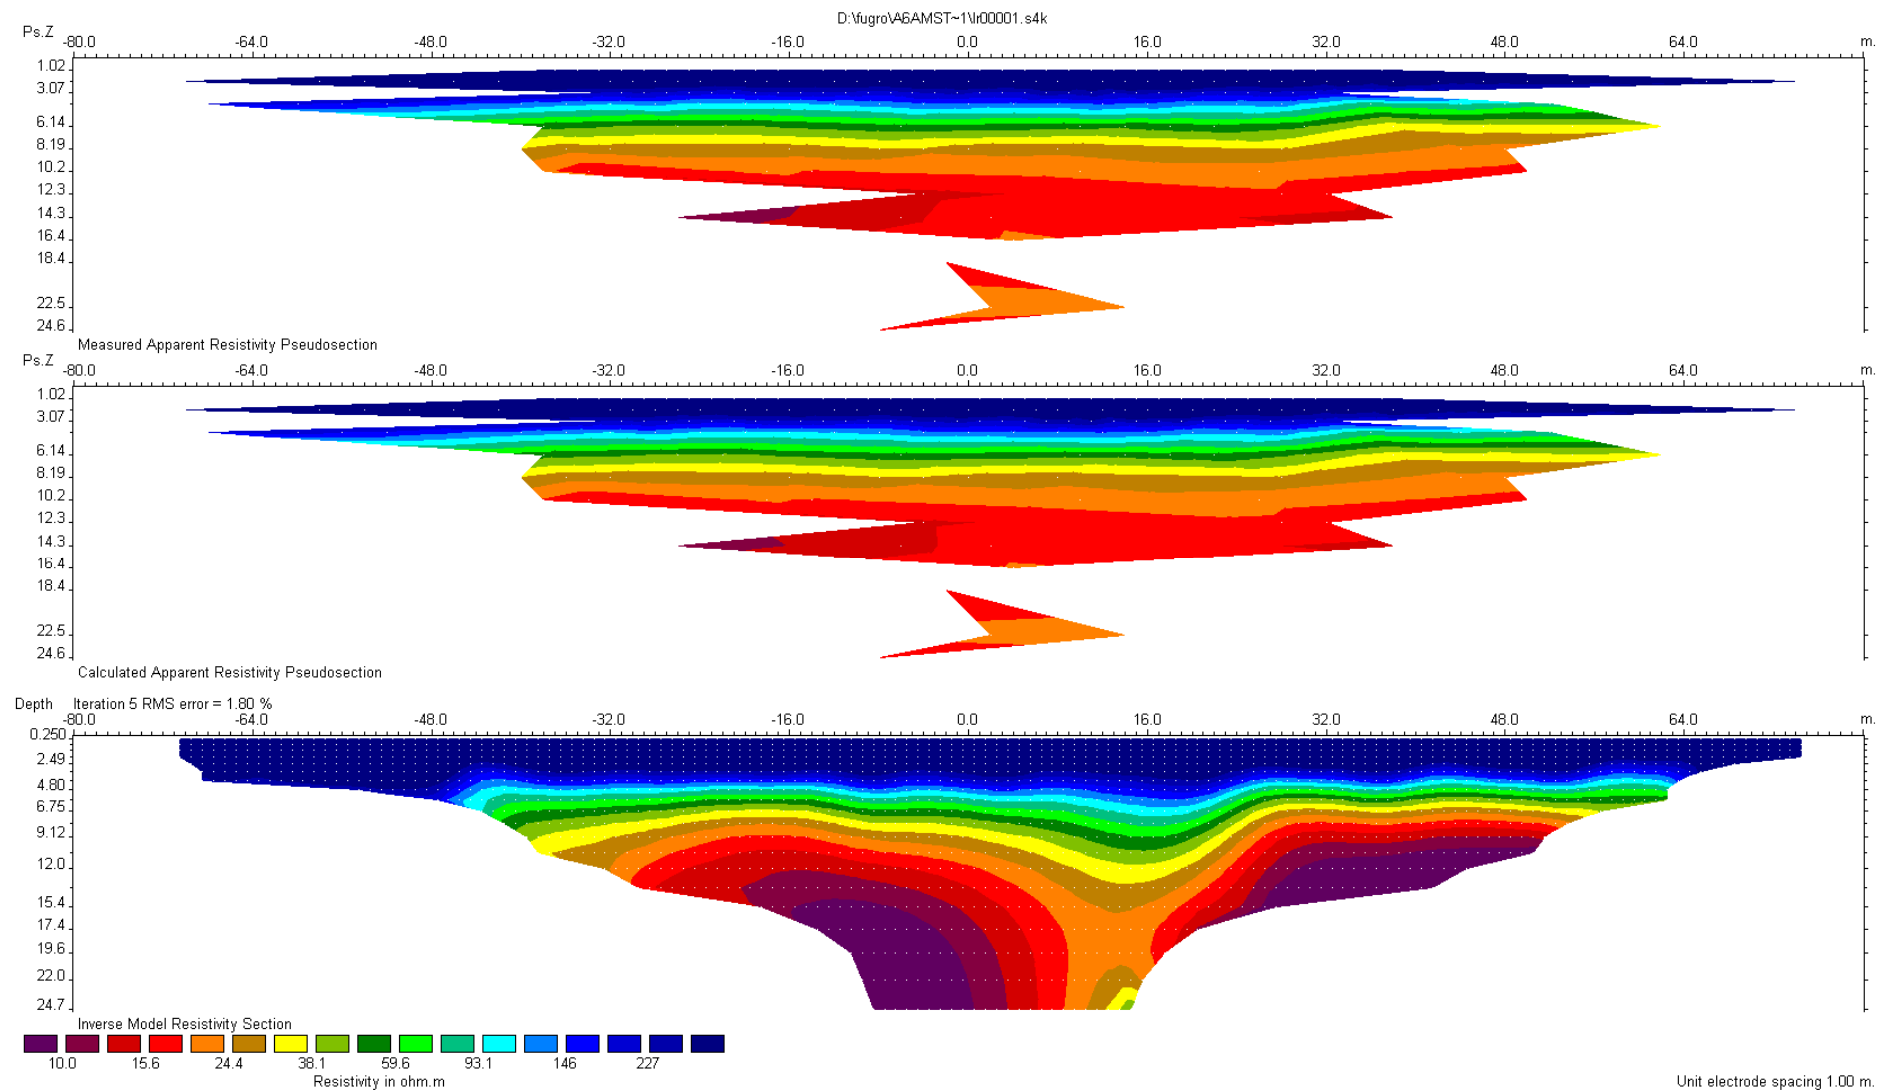 D:\fugro\A6AMST~1\lr00001.s4k
Ps.Z
-80.0 -64.0 -48.0 -32.0 -16.0 0.0 16.0 32.0 48.0 64.0 m.
1.02
3.07
6.14
8.19
10.2
12.3
14.3
16.4
18.4
22.5
24.6
Measured Apparent Resistivity Pseudosection
Ps.Z
-80.0 -64.0 -48.0 -32.0 -16.0 0.0 16.0 32.0 48.0 64.0 m.
1.02
3.07
6.14
8.19
10.2
12.3
14.3
16.4
18.4
22.5
24.6
Calculated Apparent Resistivity Pseudosection
Depth Iteration 5 RMS error = 1.80 %
-80.0 -64.0 -48.0 -32.0 -16.0 0.0 16.0 32.0 48.0 64.0 m.
0.250
2.49
4.80
6.75
9.12
12.0
15.4
17.4
19.6
22.0
24.7
Inverse Model Resistivity Section
10.0 15.6 24.4 38.1 59.6 93.1 146 227
Resistivity in ohm.m
Unit electrode spacing 1.00 m.